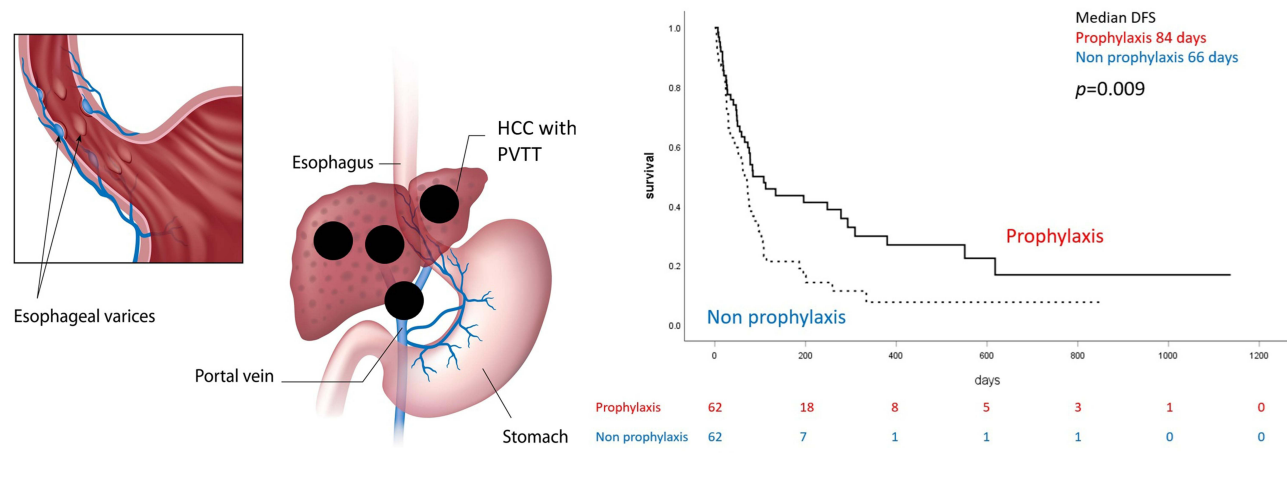 HCC with
PVTT
Esophagus
Esophageal varices
Portal vein
Stomach
Median DFS
Prophylaxis 84 days
Non prophylaxis 66 days
p=0.009
survival
1.0
0.8
0.6
0.4
0.2
0.0
Prophylaxis
Non prophylaxis
0 200 400 600 800 1000 1200
days
Prophylaxis 62 18 8 5 3 1 0
Non prophylaxis 62 7 1 1 1 0 0